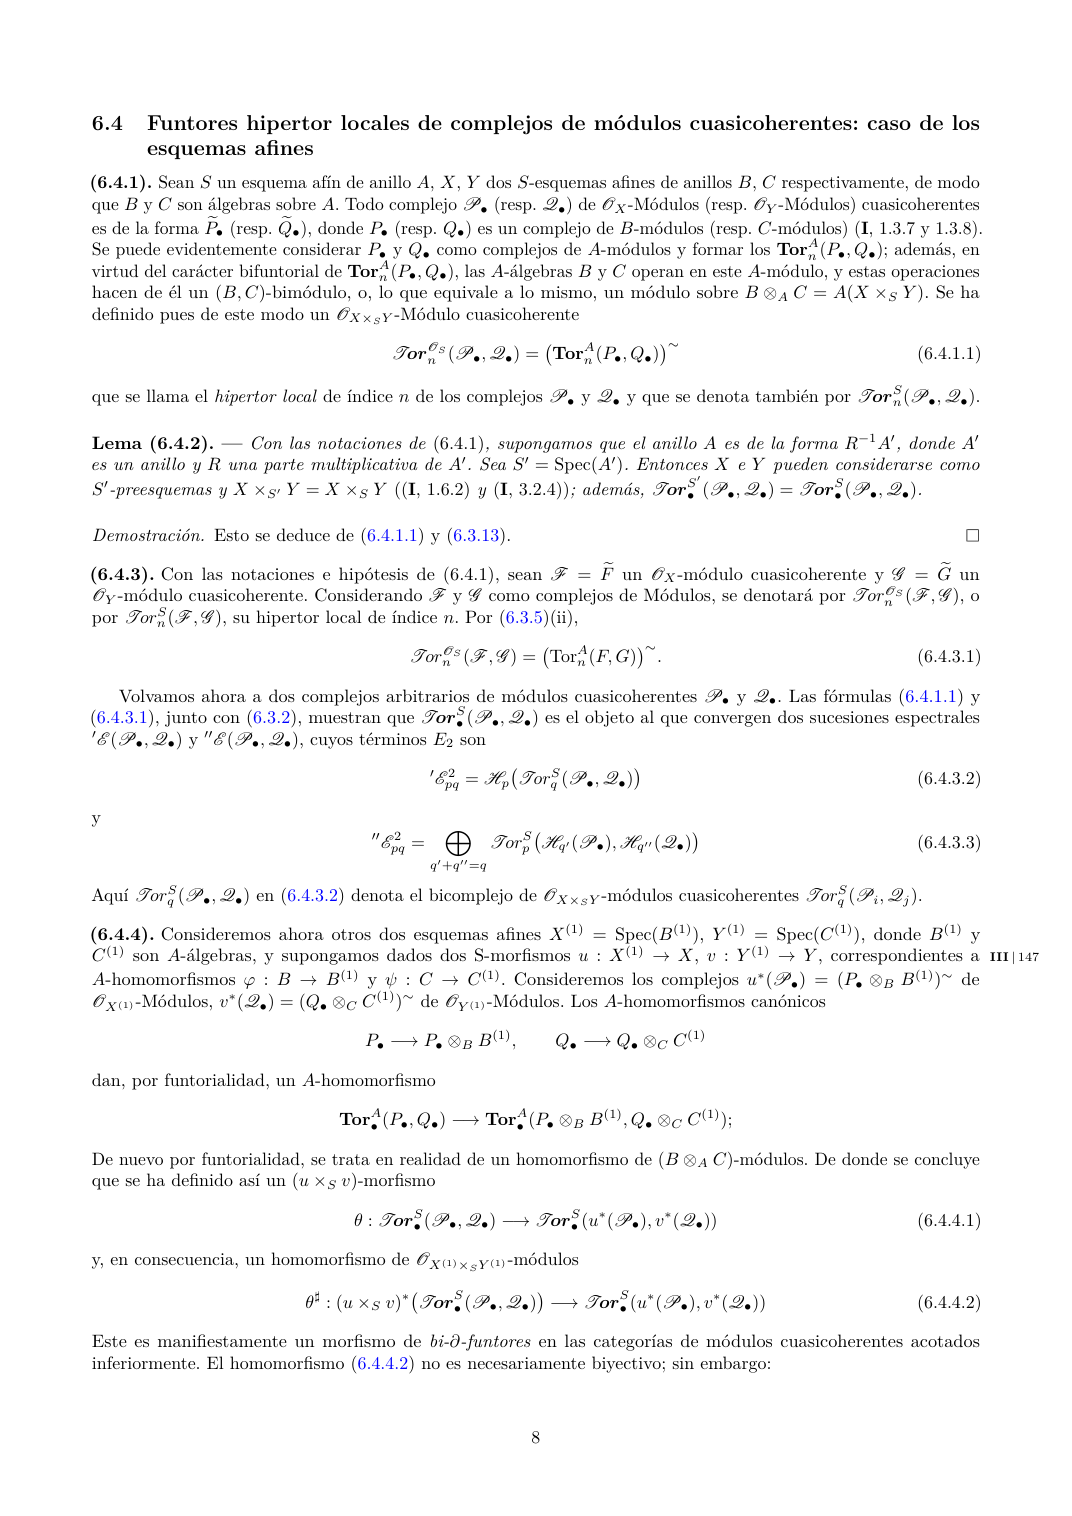 6.4 Funtores hipertor locales de complejos de módulos cuasicoherentes: caso de los
esquemas afines
(6.4.1). Sean S un esquema afín de anillo A, X, Y dos S-esquemas afines de anillos B, C respectivamente, de modo
que B y C son álgebras sobre A. Todo complejo 𝒫• (resp. 𝒬•) de 𝒪_X-Módulos (resp. 𝒪_Y-Módulos) cuasicoherentes
es de la forma P̃• (resp. Q̃•), donde P• (resp. Q•) es un complejo de B-módulos (resp. C-módulos) (I, 1.3.7 y 1.3.8).
Se puede evidentemente considerar P• y Q• como complejos de A-módulos y formar los Tor_n^A(P•, Q•); además, en
virtud del carácter bifuntorial de Tor_n^A(P•, Q•), las A-álgebras B y C operan en este A-módulo, y estas operaciones
hacen de él un (B, C)-bimódulo, o, lo que equivale a lo mismo, un módulo sobre B ⊗_A C = A(X ×_S Y). Se ha
definido pues de este modo un 𝒪_{X×_S Y}-Módulo cuasicoherente
𝒯or_n^{𝒪_S}(𝒫•, 𝒬•) = (Tor_n^A(P•, Q•))^∼ (6.4.1.1)
que se llama el hipertor local de índice n de los complejos 𝒫• y 𝒬• y que se denota también por 𝒯or_n^S(𝒫•, 𝒬•).
Lema (6.4.2). — Con las notaciones de (6.4.1), supongamos que el anillo A es de la forma R^{−1}A′, donde A′
es un anillo y R una parte multiplicativa de A′. Sea S′ = Spec(A′). Entonces X e Y pueden considerarse como
S′-preesquemas y X ×_{S′} Y = X ×_S Y ((I, 1.6.2) y (I, 3.2.4)); además, 𝒯or_•^{S′}(𝒫•, 𝒬•) = 𝒯or_•^S(𝒫•, 𝒬•).
Demostración. Esto se deduce de (6.4.1.1) y (6.3.13). □
(6.4.3). Con las notaciones e hipótesis de (6.4.1), sean ℱ = F̃ un 𝒪_X-módulo cuasicoherente y 𝒢 = G̃ un
𝒪_Y-módulo cuasicoherente. Considerando ℱ y 𝒢 como complejos de Módulos, se denotará por 𝒯or_n^{𝒪_S}(ℱ, 𝒢), o
por 𝒯or_n^S(ℱ, 𝒢), su hipertor local de índice n. Por (6.3.5)(ii),
𝒯or_n^{𝒪_S}(ℱ, 𝒢) = (Tor_n^A(F, G))^∼. (6.4.3.1)
Volvamos ahora a dos complejos arbitrarios de módulos cuasicoherentes 𝒫• y 𝒬•. Las fórmulas (6.4.1.1) y
(6.4.3.1), junto con (6.3.2), muestran que 𝒯or_•^S(𝒫•, 𝒬•) es el objeto al que convergen dos sucesiones espectrales
′ℰ(𝒫•, 𝒬•) y ′′ℰ(𝒫•, 𝒬•), cuyos términos E_2 son
′ℰ_{pq}^2 = ℋ_p(𝒯or_q^S(𝒫•, 𝒬•)) (6.4.3.2)
y
′′ℰ_{pq}^2 = ⊕_{q′+q′′=q} 𝒯or_p^S(ℋ_{q′}(𝒫•), ℋ_{q′′}(𝒬•)) (6.4.3.3)
Aquí 𝒯or_q^S(𝒫•, 𝒬•) en (6.4.3.2) denota el bicomplejo de 𝒪_{X×_S Y}-módulos cuasicoherentes 𝒯or_q^S(𝒫_i, 𝒬_j).
(6.4.4). Consideremos ahora otros dos esquemas afines X^{(1)} = Spec(B^{(1)}), Y^{(1)} = Spec(C^{(1)}), donde B^{(1)} y
C^{(1)} son A-álgebras, y supongamos dados dos S-morfismos u : X^{(1)} → X, v : Y^{(1)} → Y, correspondientes a III | 147
A-homomorfismos φ : B → B^{(1)} y ψ : C → C^{(1)}. Consideremos los complejos u*(𝒫•) = (P• ⊗_B B^{(1)})^∼ de
𝒪_{X^{(1)}}-Módulos, v*(𝒬•) = (Q• ⊗_C C^{(1)})^∼ de 𝒪_{Y^{(1)}}-Módulos. Los A-homomorfismos canónicos
P• ⟶ P• ⊗_B B^{(1)}, Q• ⟶ Q• ⊗_C C^{(1)}
dan, por funtorialidad, un A-homomorfismo
Tor_•^A(P•, Q•) ⟶ Tor_•^A(P• ⊗_B B^{(1)}, Q• ⊗_C C^{(1)});
De nuevo por funtorialidad, se trata en realidad de un homomorfismo de (B ⊗_A C)-módulos. De donde se concluye
que se ha definido así un (u ×_S v)-morfismo
θ : 𝒯or_•^S(𝒫•, 𝒬•) ⟶ 𝒯or_•^S(u*(𝒫•), v*(𝒬•)) (6.4.4.1)
y, en consecuencia, un homomorfismo de 𝒪_{X^{(1)}×_S Y^{(1)}}-módulos
θ^♯ : (u ×_S v)*(𝒯or_•^S(𝒫•, 𝒬•)) ⟶ 𝒯or_•^S(u*(𝒫•), v*(𝒬•)) (6.4.4.2)
Este es manifiestamente un morfismo de bi-∂-funtores en las categorías de módulos cuasicoherentes acotados
inferiormente. El homomorfismo (6.4.4.2) no es necesariamente biyectivo; sin embargo:
8